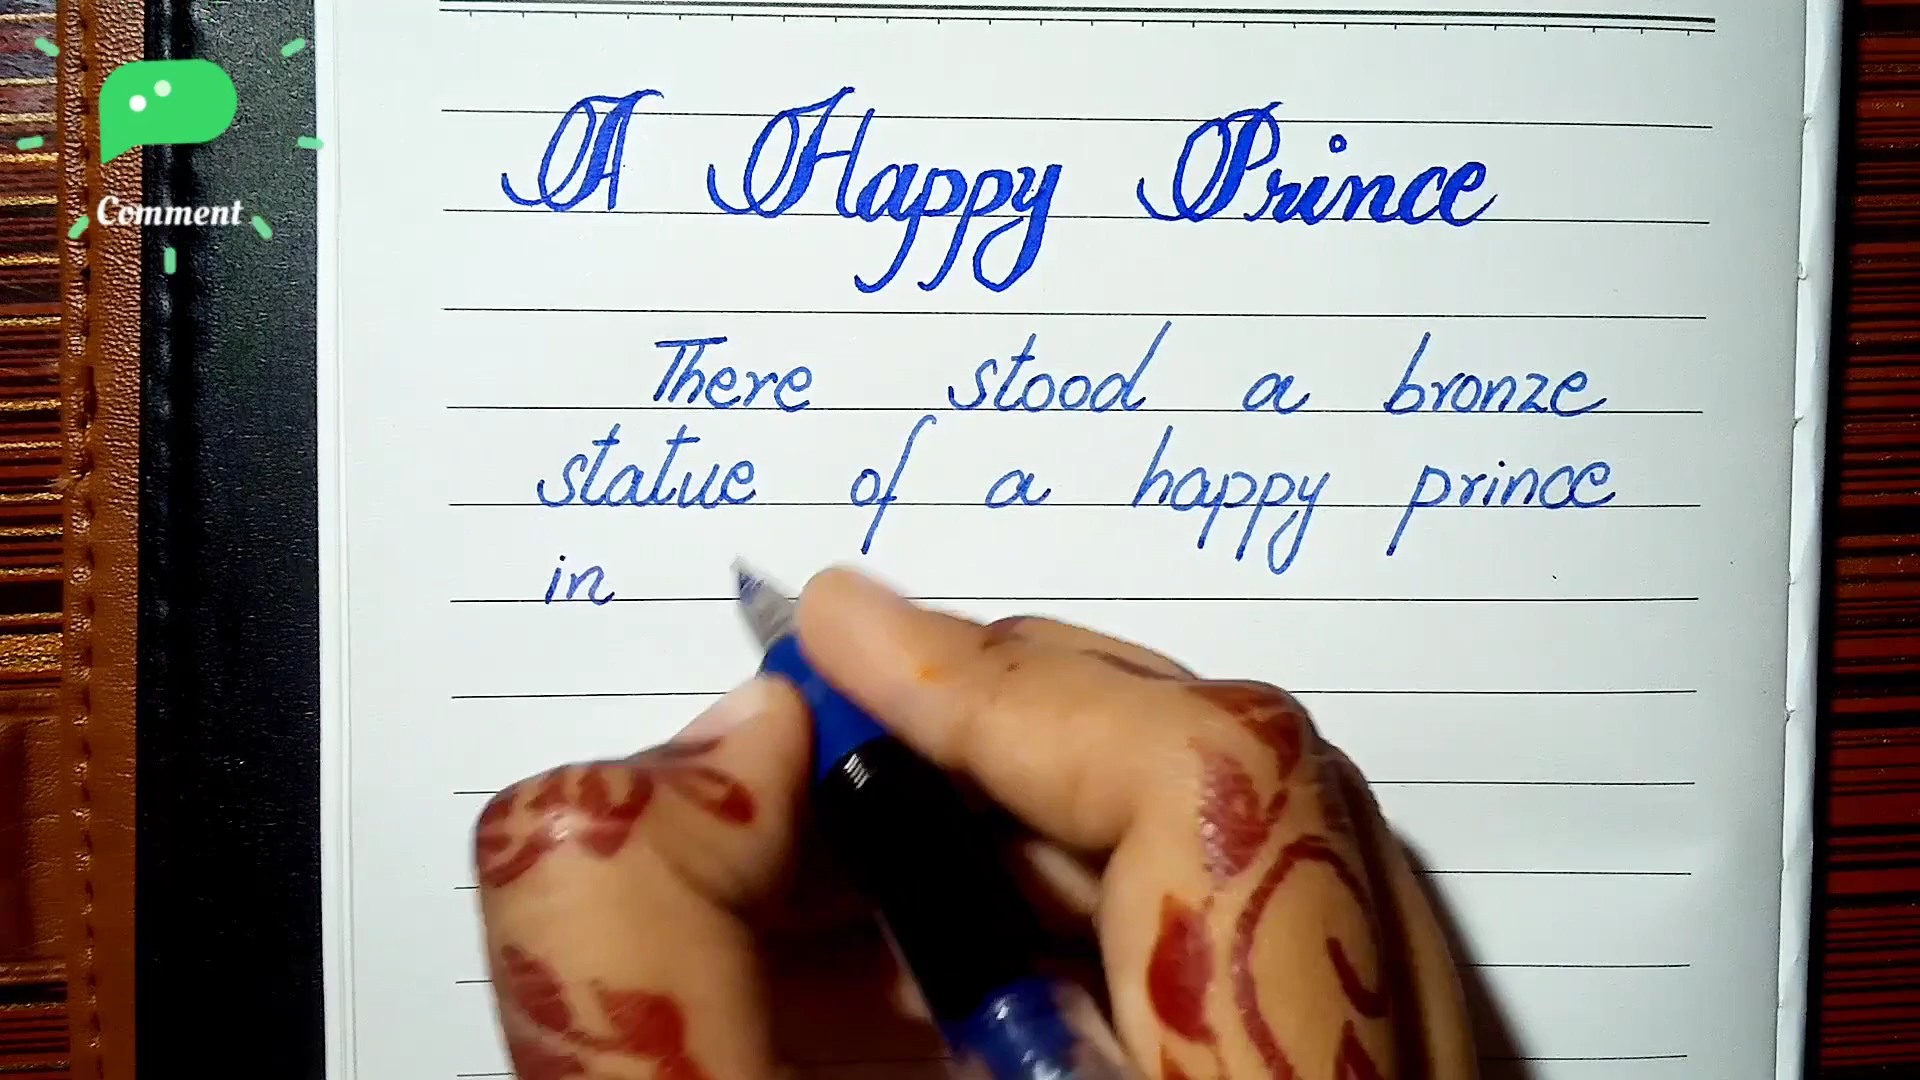 Comment
A Happy Prince
There stood a bronze
statue of a happy prince
in